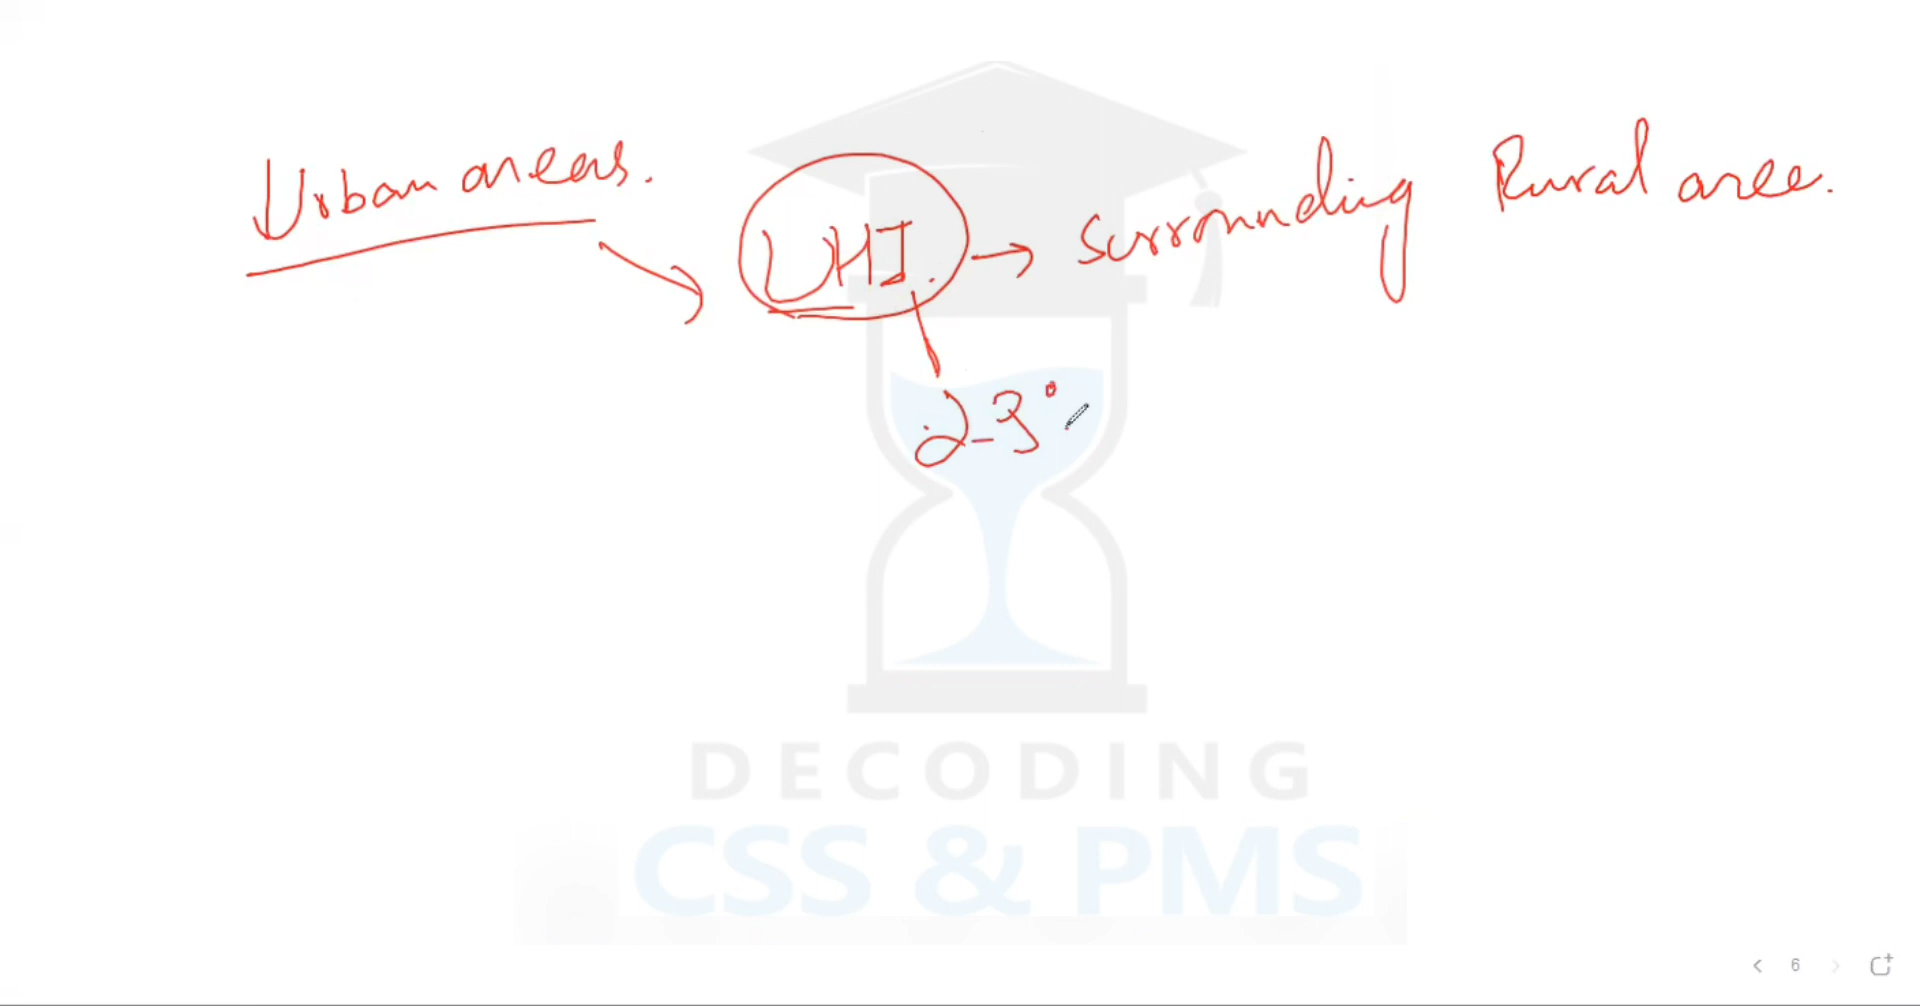 Urban areas.
UHI. → Surrounding Rural area.
2-3°
DECODING
CSS & PMS
6